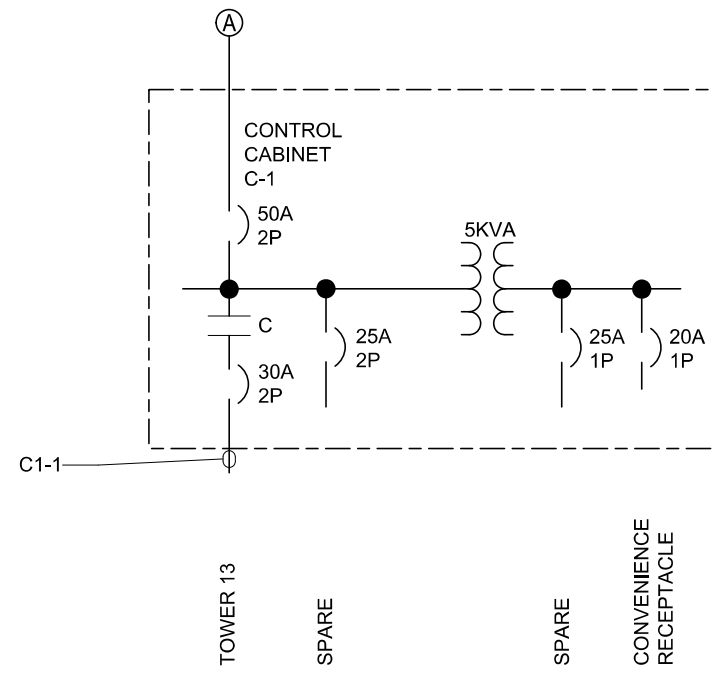 A
CONTROL
CABINET
C-1
50A
2P
5KVA
C
30A
2P
25A
2P
25A
1P
20A
1P
C1-1
TOWER 13
SPARE
SPARE
CONVENIENCE
RECEPTACLE